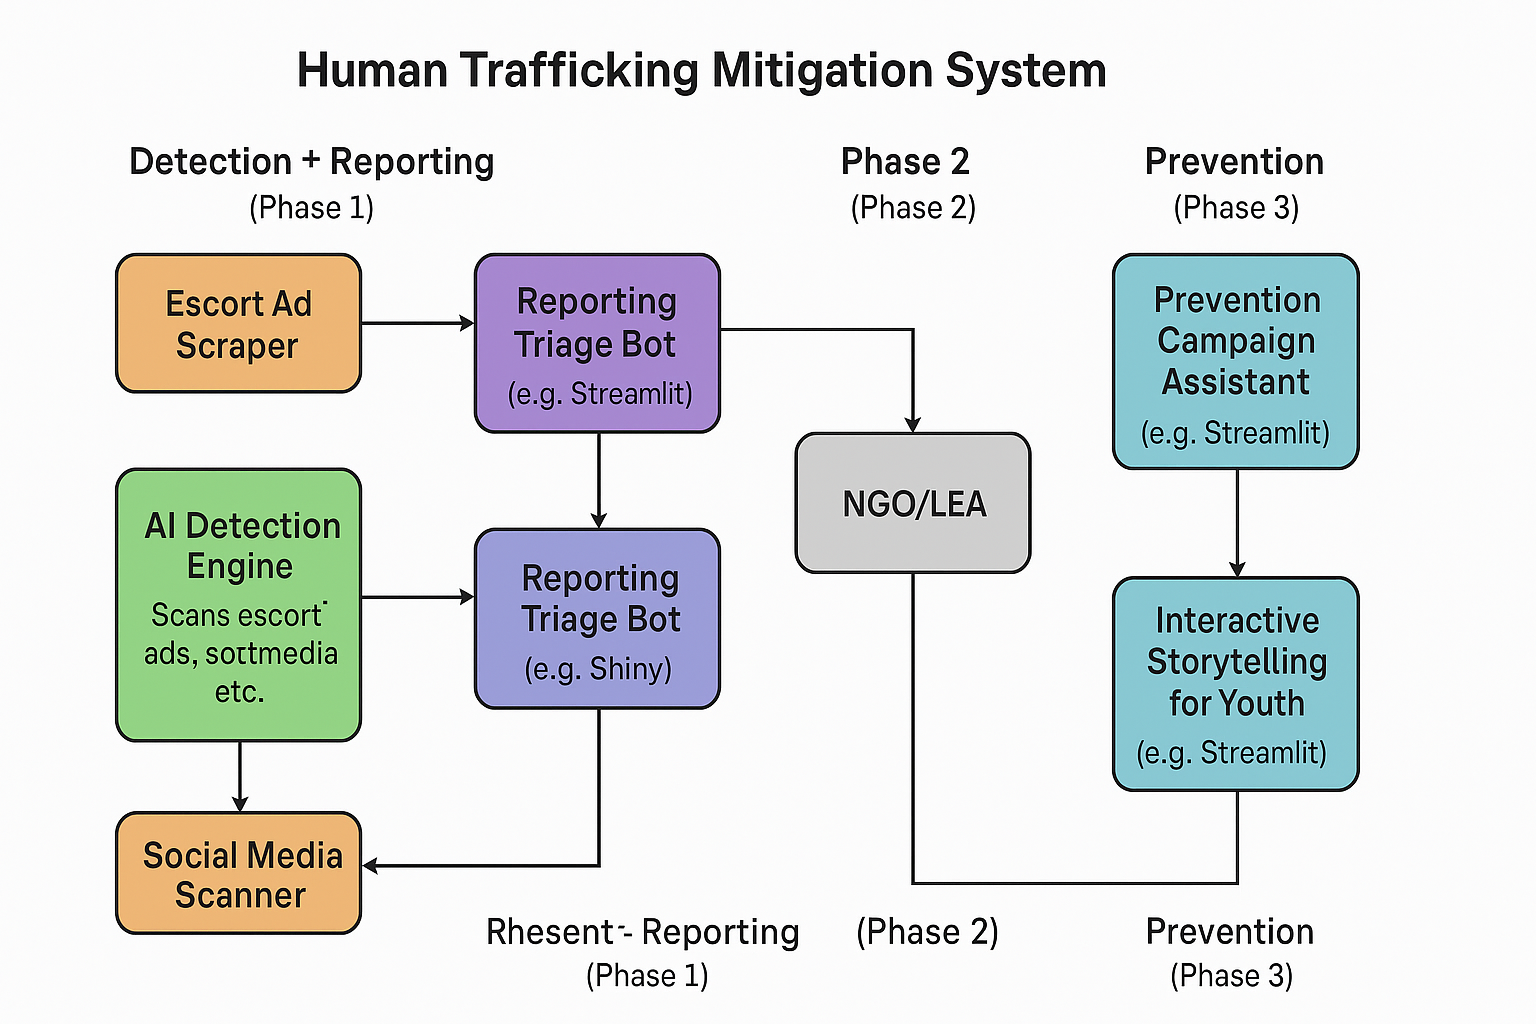 Human Trafficking Mitigation System
Detection + Reporting
(Phase 1)
Phase 2
(Phase 2)
Prevention
(Phase 3)
Escort Ad
Scraper
Reporting
Triage Bot
(e.g. Streamlit)
Prevention
Campaign
Assistant
(e.g. Streamlit)
NGO/LEA
AI Detection
Engine
Scans escort
ads, sottmedia
etc.
Reporting
Triage Bot
(e.g. Shiny)
Interactive
Storytelling
for Youth
(e.g. Streamlit)
Social Media
Scanner
Rhesent-- Reporting
(Phase 1)
(Phase 2)
Prevention
(Phase 3)